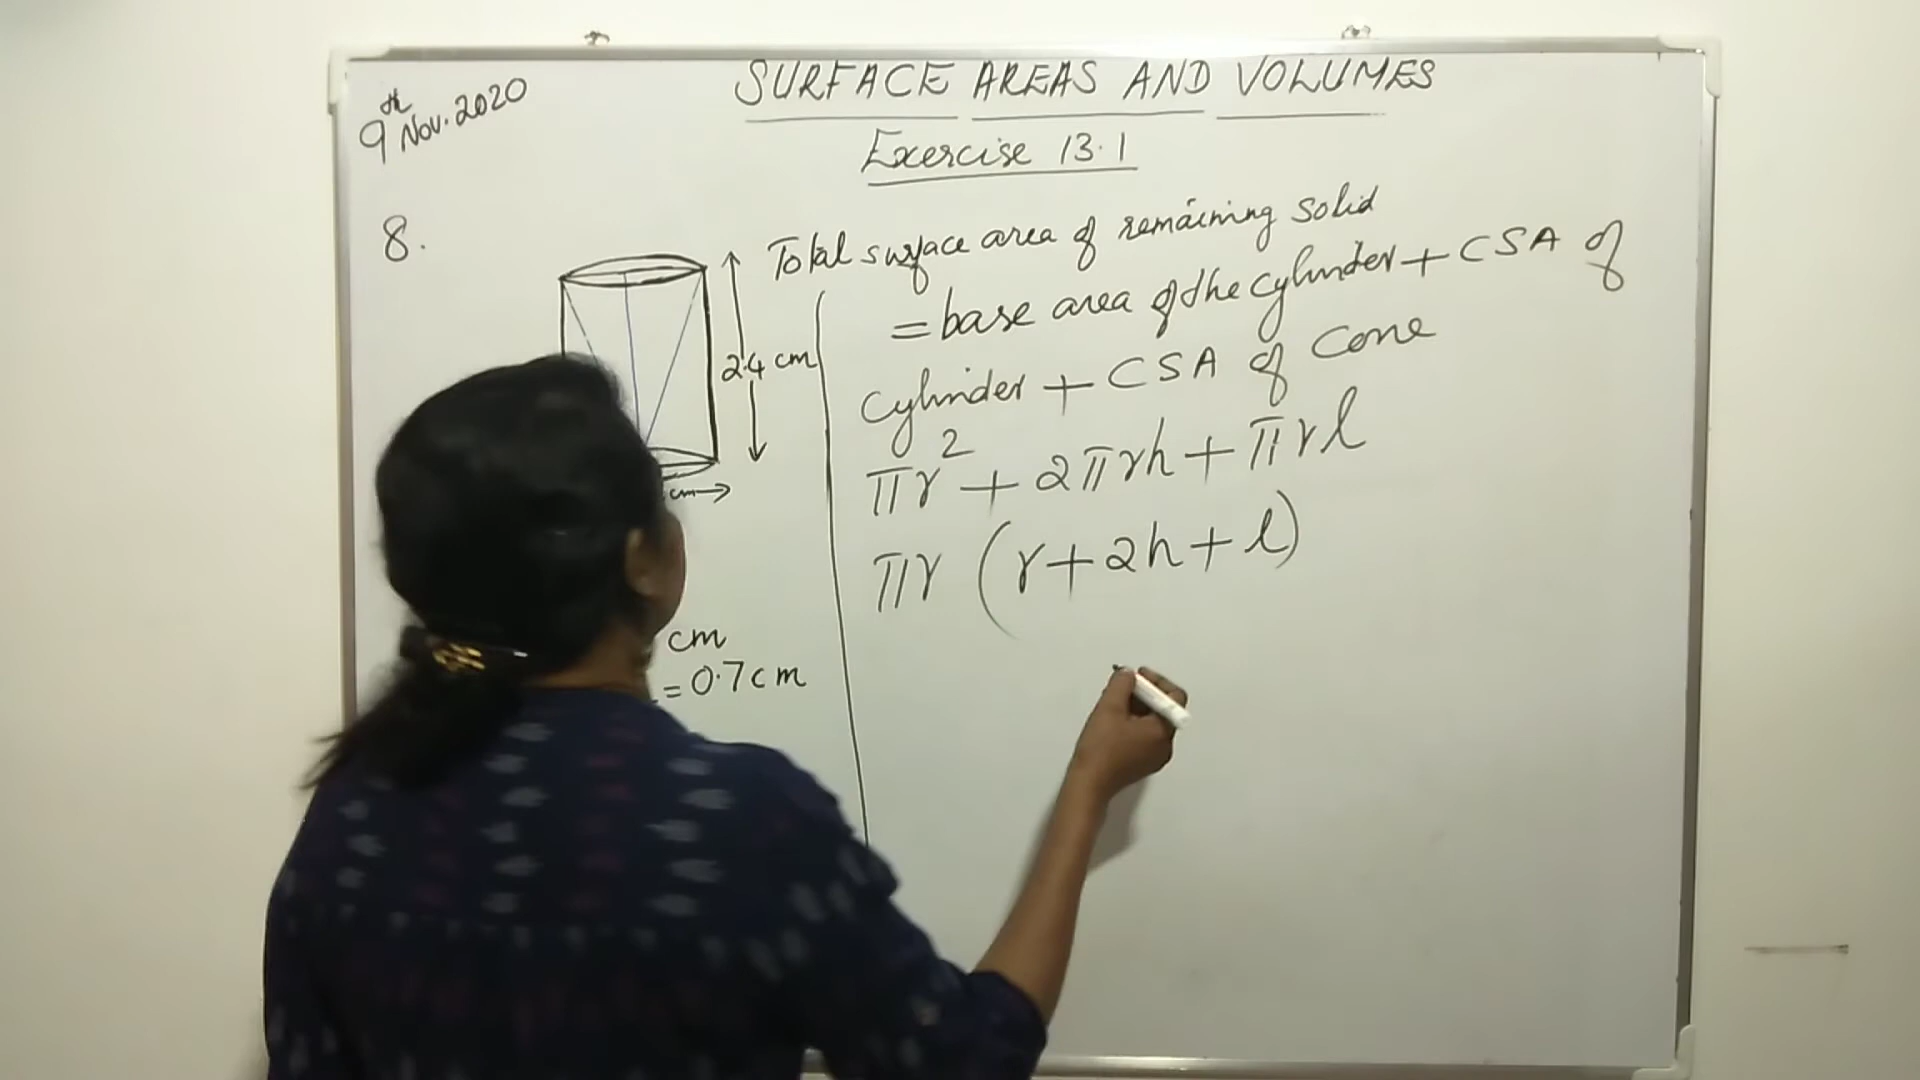 9th Nov. 2020
SURFACE AREAS AND VOLUMES
Exercise 13.1
8.
2.4 cm
cm
cm
= 0.7 cm
Total surface area of remaining solid
= base area of the cylinder + CSA of
cylinder + CSA of cone
πr² + 2πrh + πrl
πr (r + 2h + l)